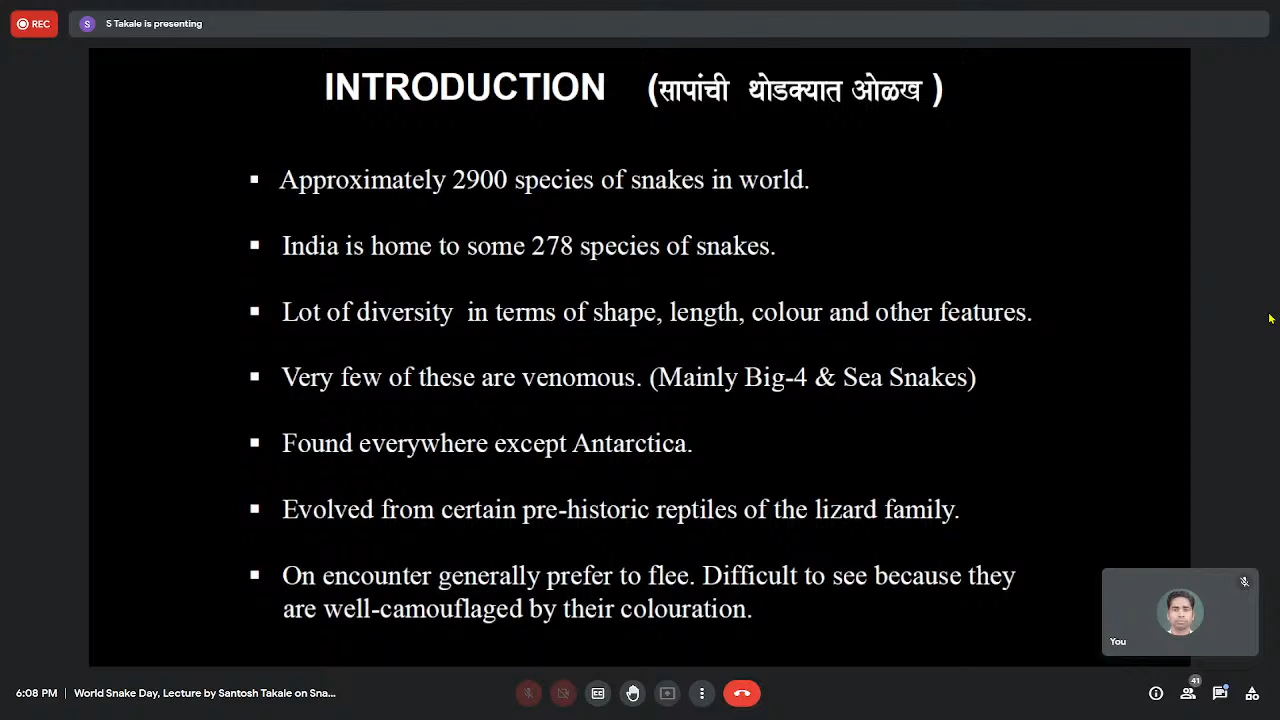 REC
S
S Takale is presenting
INTRODUCTION (सापांची थोडक्यात ओळख )
▪ Approximately 2900 species of snakes in world.
▪ India is home to some 278 species of snakes.
▪ Lot of diversity in terms of shape, length, colour and other features.
▪ Very few of these are venomous. (Mainly Big-4 & Sea Snakes)
▪ Found everywhere except Antarctica.
▪ Evolved from certain pre-historic reptiles of the lizard family.
▪ On encounter generally prefer to flee. Difficult to see because they
are well-camouflaged by their colouration.
You
6:08 PM | World Snake Day, Lecture by Santosh Takale on Sna...
41